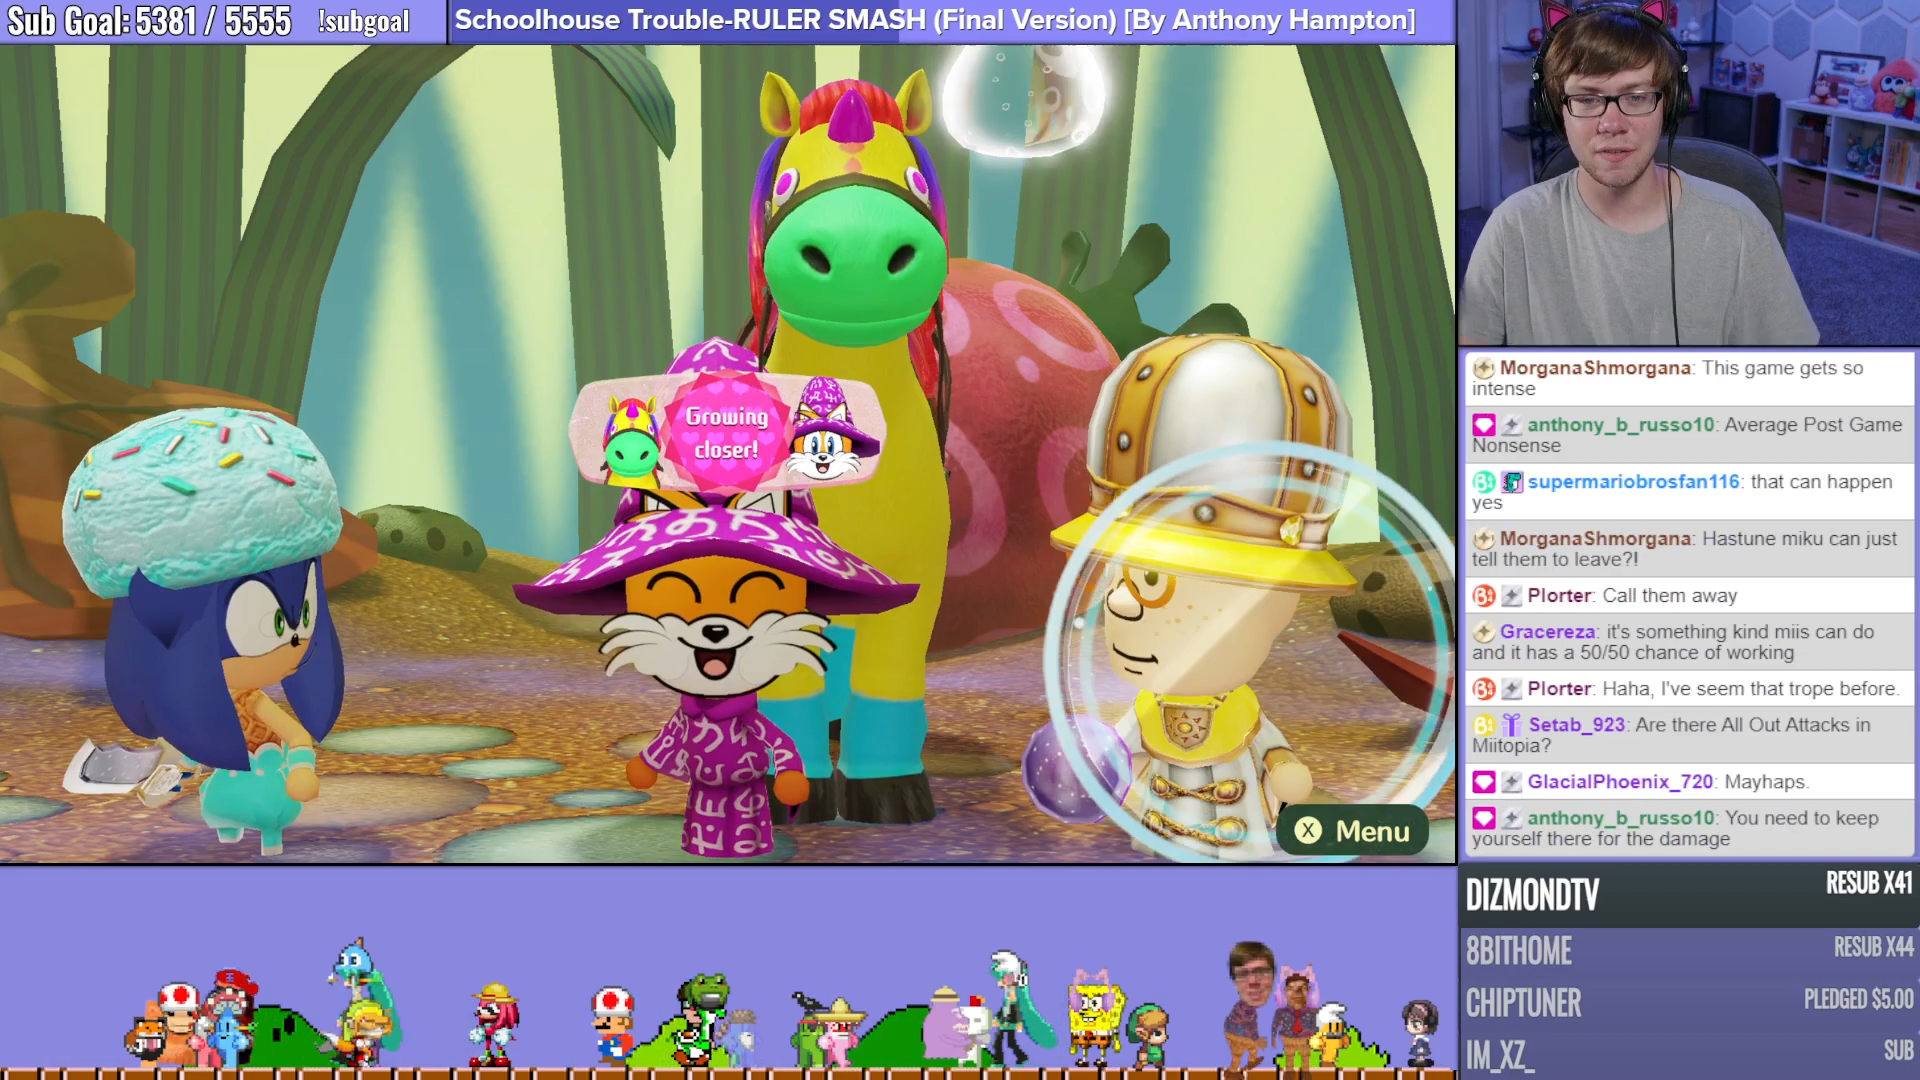 Sub Goal: 5381 / 5555 !subgoal
Schoolhouse Trouble-RULER SMASH (Final Version) [By Anthony Hampton]
Growing
closer!
X Menu
MorganaShmorgana: This game gets so
intense
anthony_b_russo10: Average Post Game
Nonsense
supermariobrosfan116: that can happen
yes
MorganaShmorgana: Hastune miku can just
tell them to leave?!
Plorter: Call them away
Gracereza: it's something kind miis can do
and it has a 50/50 chance of working
Plorter: Haha, I've seem that trope before.
Setab_923: Are there All Out Attacks in
Miitopia?
GlacialPhoenix_720: Mayhaps.
anthony_b_russo10: You need to keep
yourself there for the damage
DIZMONDTV RESUB X41
8BITHOME RESUB X44
CHIPTUNER PLEDGED $5.00
IM_XZ_ SUB